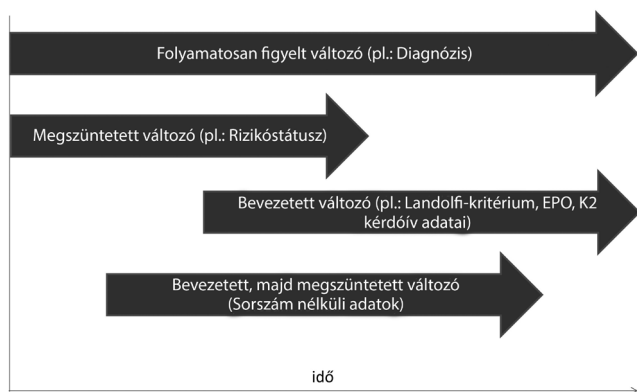 Folyamatosan figyelt változó (pl.: Diagnózis)
Megszüntetett változó (pl.: Rizikóstátusz)
Bevezetett változó (pl.: Landolfi-kritérium, EPO, K2
kérdóív adatai)
Bevezetett, majd megszüntetett változó
(Sorszám nélküli adatok)
idő